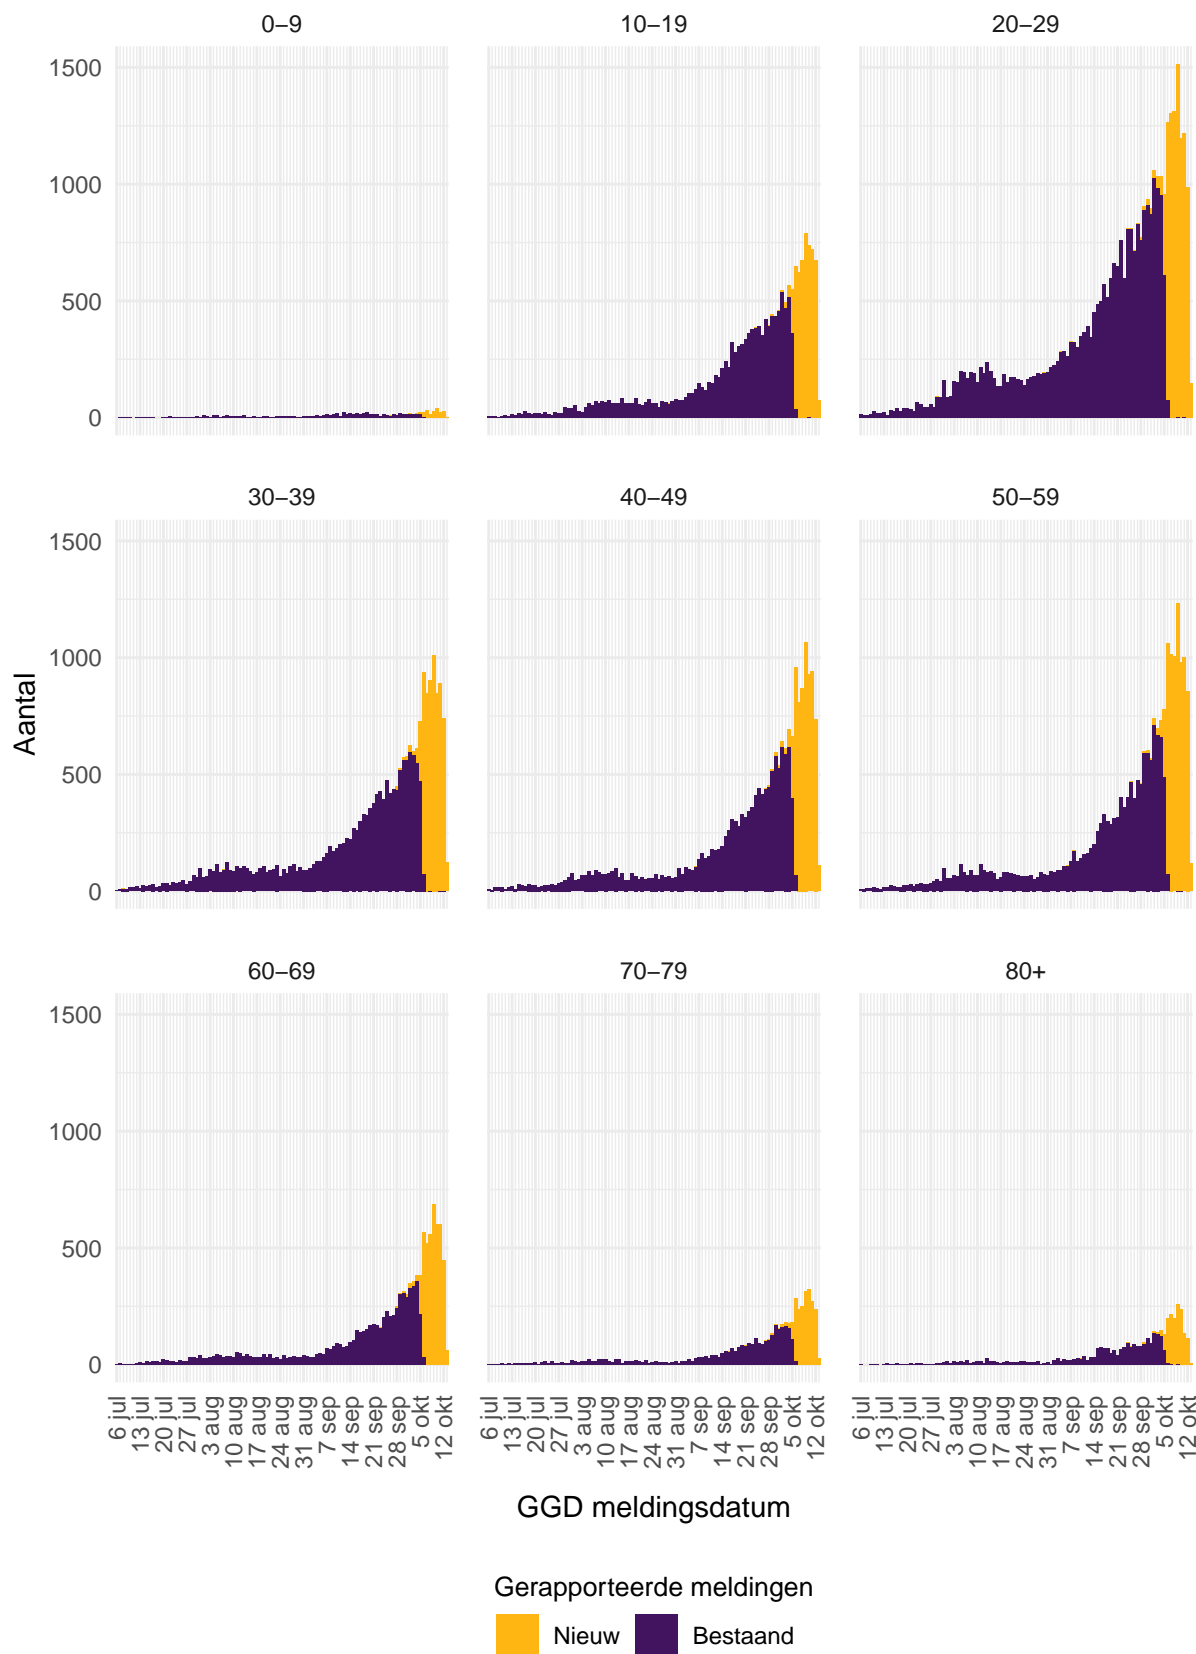 0–9 10–19 20–29
1500
1000
500
0
30–39 40–49 50–59
1500
1000
500
0
60–69 70–79 80+
1500
1000
500
0
Aantal
6 jul 13 jul 20 jul 27 jul 3 aug 10 aug 17 aug 24 aug 31 aug 7 sep 14 sep 21 sep 28 sep 5 okt 12 okt
6 jul 13 jul 20 jul 27 jul 3 aug 10 aug 17 aug 24 aug 31 aug 7 sep 14 sep 21 sep 28 sep 5 okt 12 okt
6 jul 13 jul 20 jul 27 jul 3 aug 10 aug 17 aug 24 aug 31 aug 7 sep 14 sep 21 sep 28 sep 5 okt 12 okt
GGD meldingsdatum
Gerapporteerde meldingen
Nieuw Bestaand